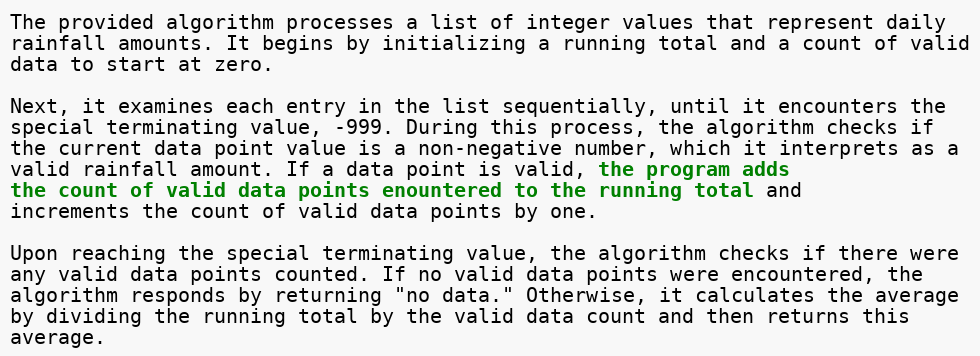 The provided algorithm processes a list of integer values that represent daily
rainfall amounts. It begins by initializing a running total and a count of valid
data to start at zero.
Next, it examines each entry in the list sequentially, until it encounters the
special terminating value, -999. During this process, the algorithm checks if
the current data point value is a non-negative number, which it interprets as a
valid rainfall amount. If a data point is valid, the program adds
the count of valid data points enountered to the running total and
increments the count of valid data points by one.
Upon reaching the special terminating value, the algorithm checks if there were
any valid data points counted. If no valid data points were encountered, the
algorithm responds by returning "no data." Otherwise, it calculates the average
by dividing the running total by the valid data count and then returns this
average.